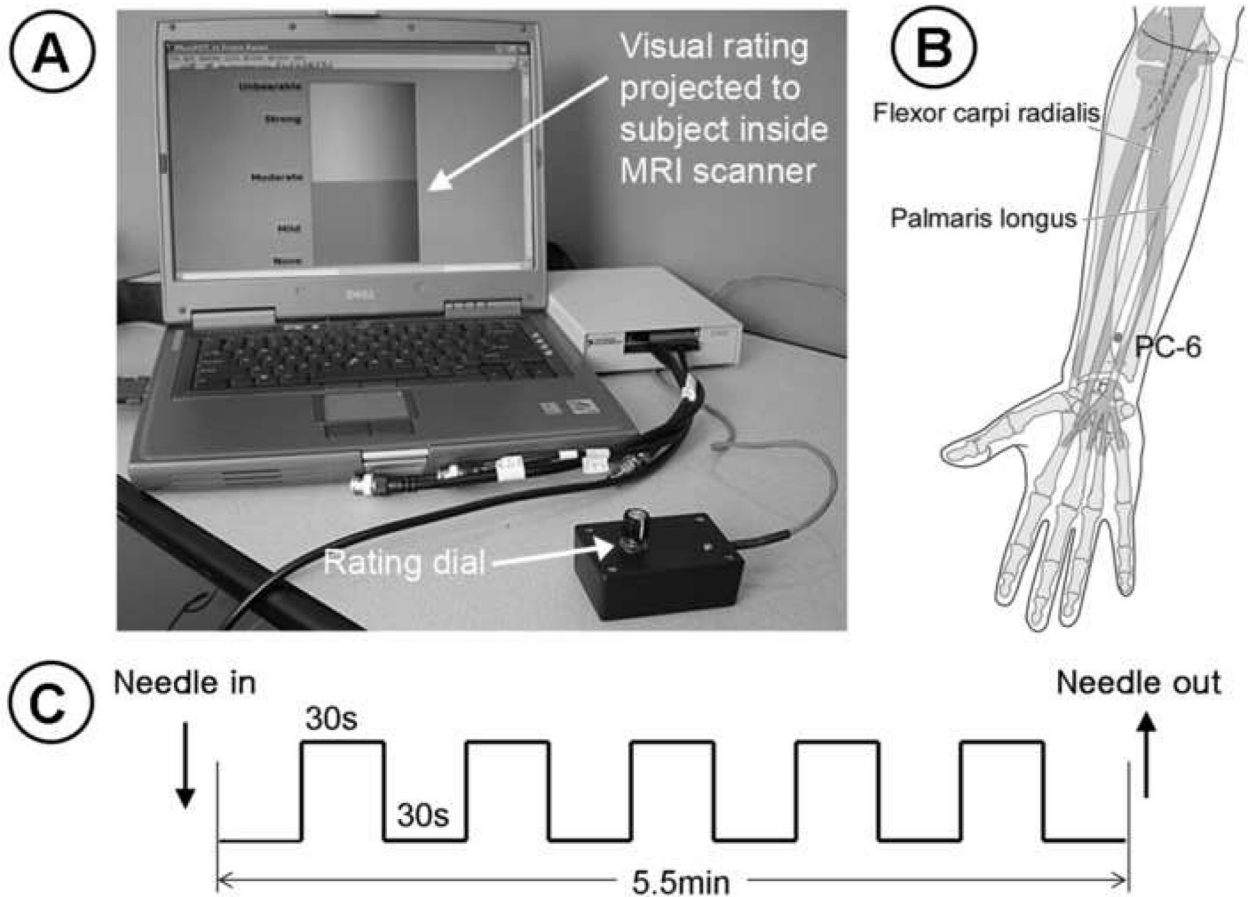 A
Visual rating
projected to
subject inside
MRI scanner
Unbearable
Strong
Moderate
Mild
None
DELL
Rating dial
B
Flexor carpi radialis
Palmaris longus
PC-6
C
Needle in
Needle out
30s
30s
5.5min